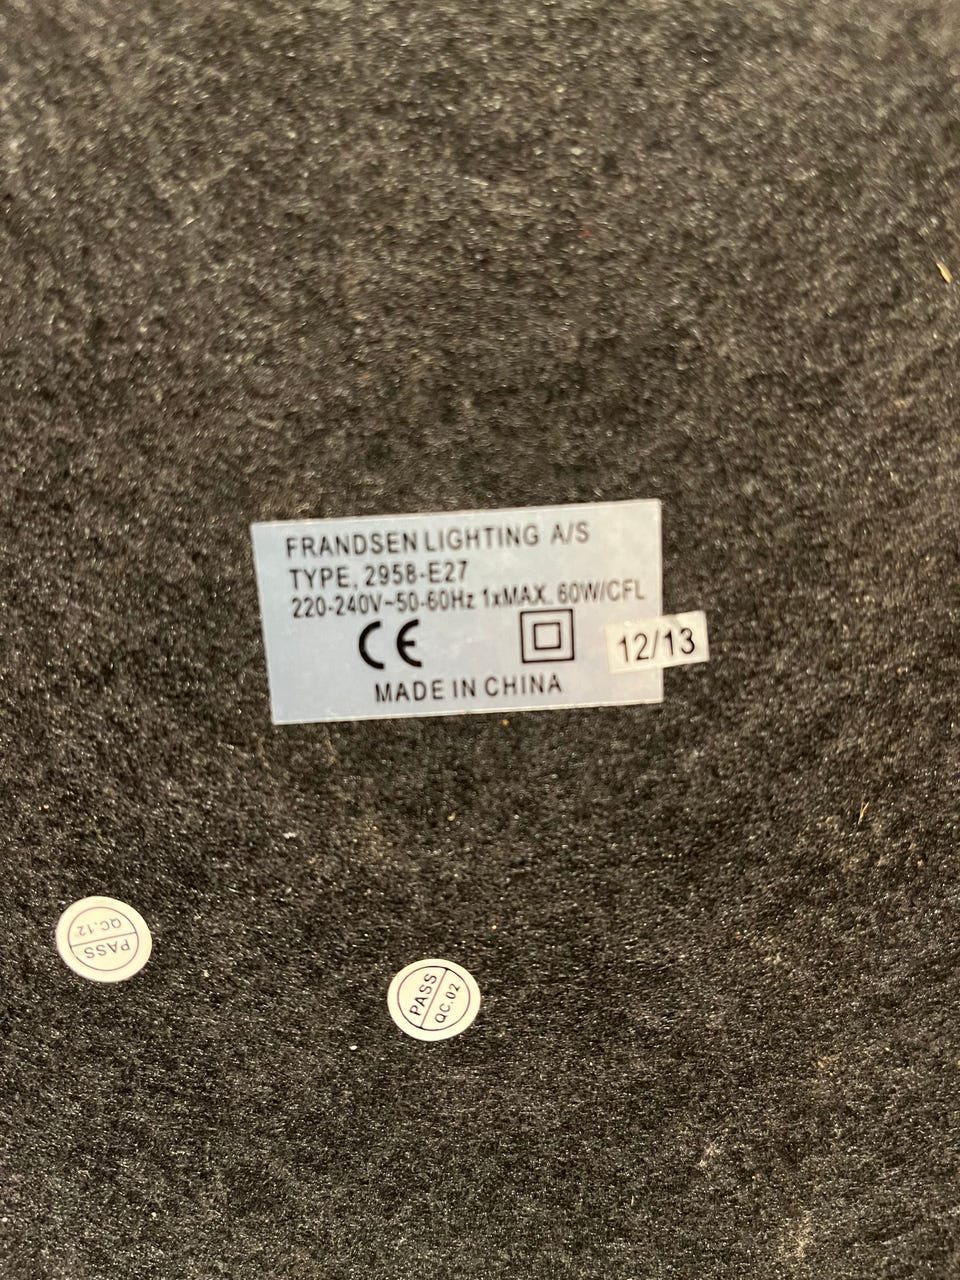 FRANDSEN LIGHTING A/S
TYPE. 2958-E27
220-240V~50-60Hz 1xMAX. 60W/CFL
CE
12/13
MADE IN CHINA
PASS
QC.12
PASS
QC.02